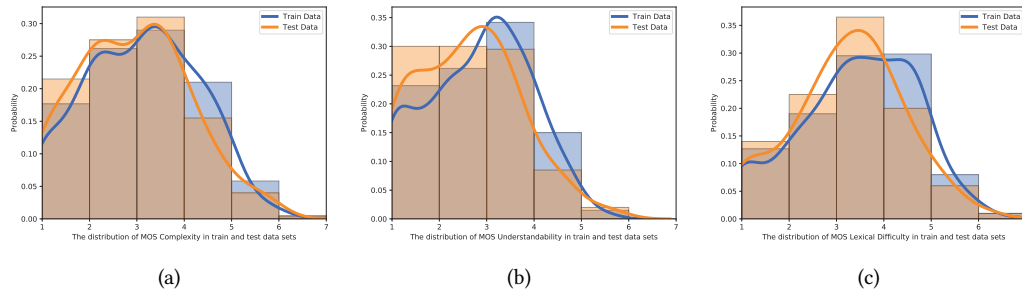 0.30
0.25
0.20
0.15
0.10
0.05
0.00
Probability
1 2 3 4 5 6 7
The distribution of MOS Complexity in train and test data sets
Train Data
Test Data
(a)
0.35
0.30
0.25
0.20
0.15
0.10
0.05
0.00
Probability
1 2 3 4 5 6 7
The distribution of MOS Understandability in train and test data sets
Train Data
Test Data
(b)
0.35
0.30
0.25
0.20
0.15
0.10
0.05
0.00
Probability
1 2 3 4 5 6 7
The distribution of MOS Lexical Difficulty in train and test data sets
Train Data
Test Data
(c)